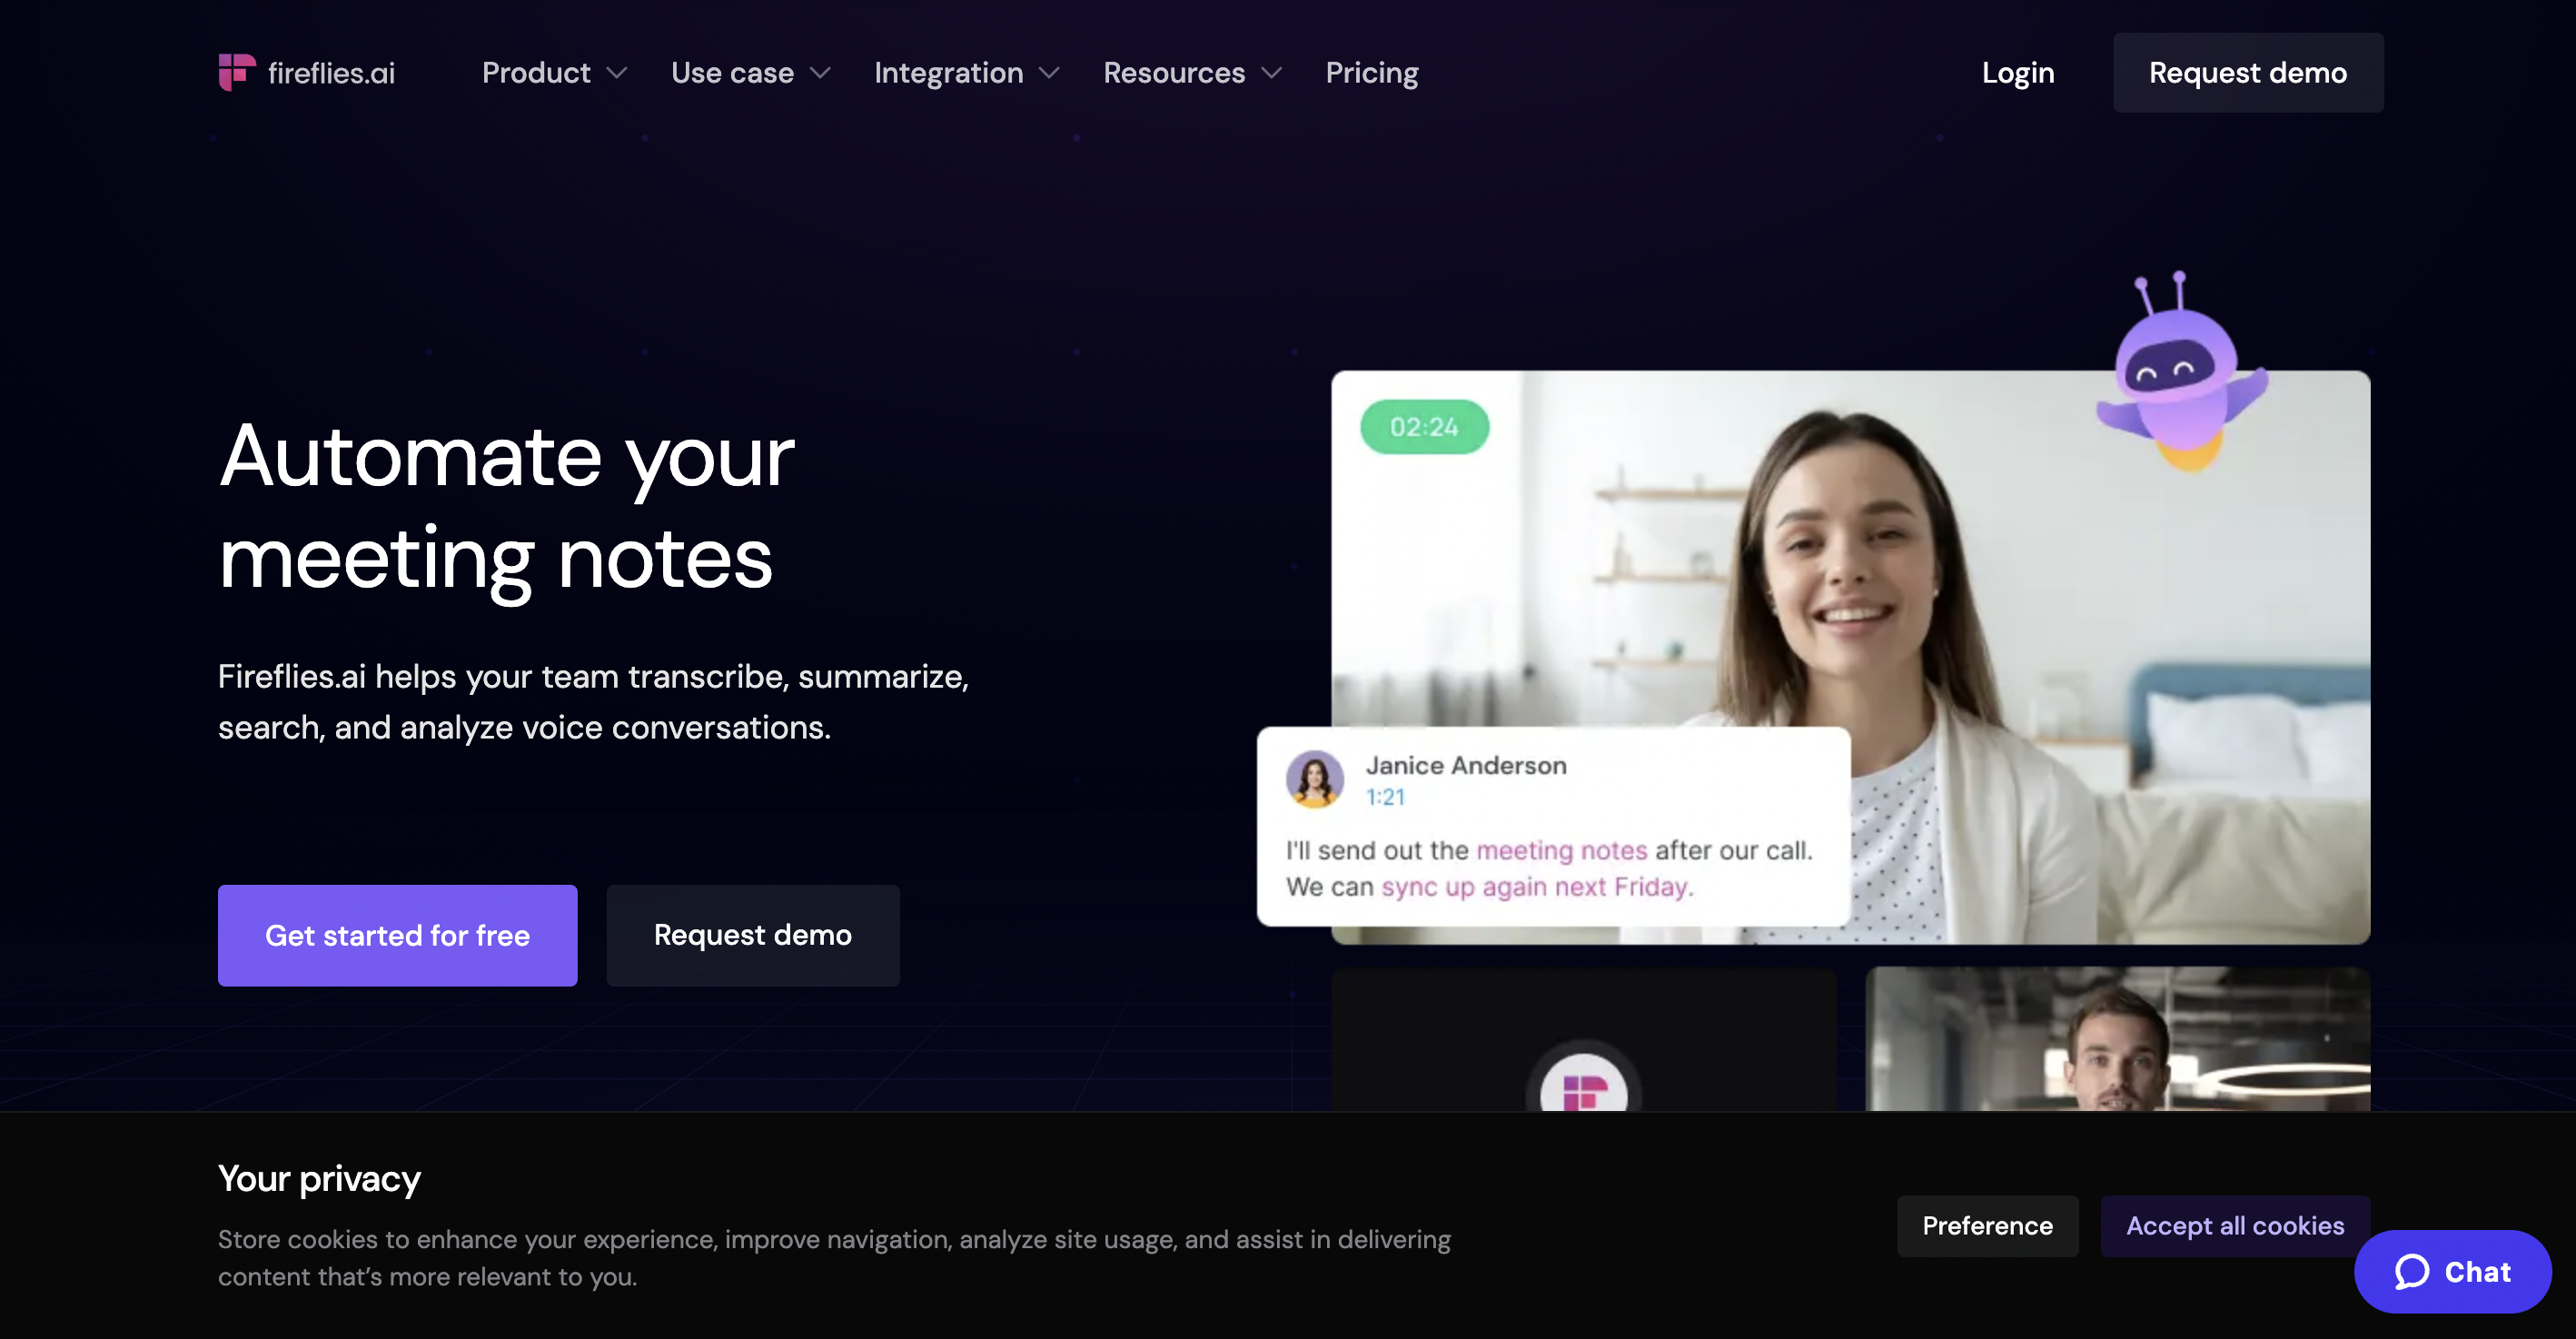 fireflies.ai
Product
Use case
Integration
Resources
Pricing
Login
Request demo
Automate your
meeting notes
Fireflies.ai helps your team transcribe, summarize,
search, and analyze voice conversations.
Get started for free
Request demo
02:24
Janice Anderson
1:21
I'll send out the meeting notes after our call.
We can sync up again next Friday.
Your privacy
Store cookies to enhance your experience, improve navigation, analyze site usage, and assist in delivering
content that’s more relevant to you.
Preference
Accept all cookies
Chat